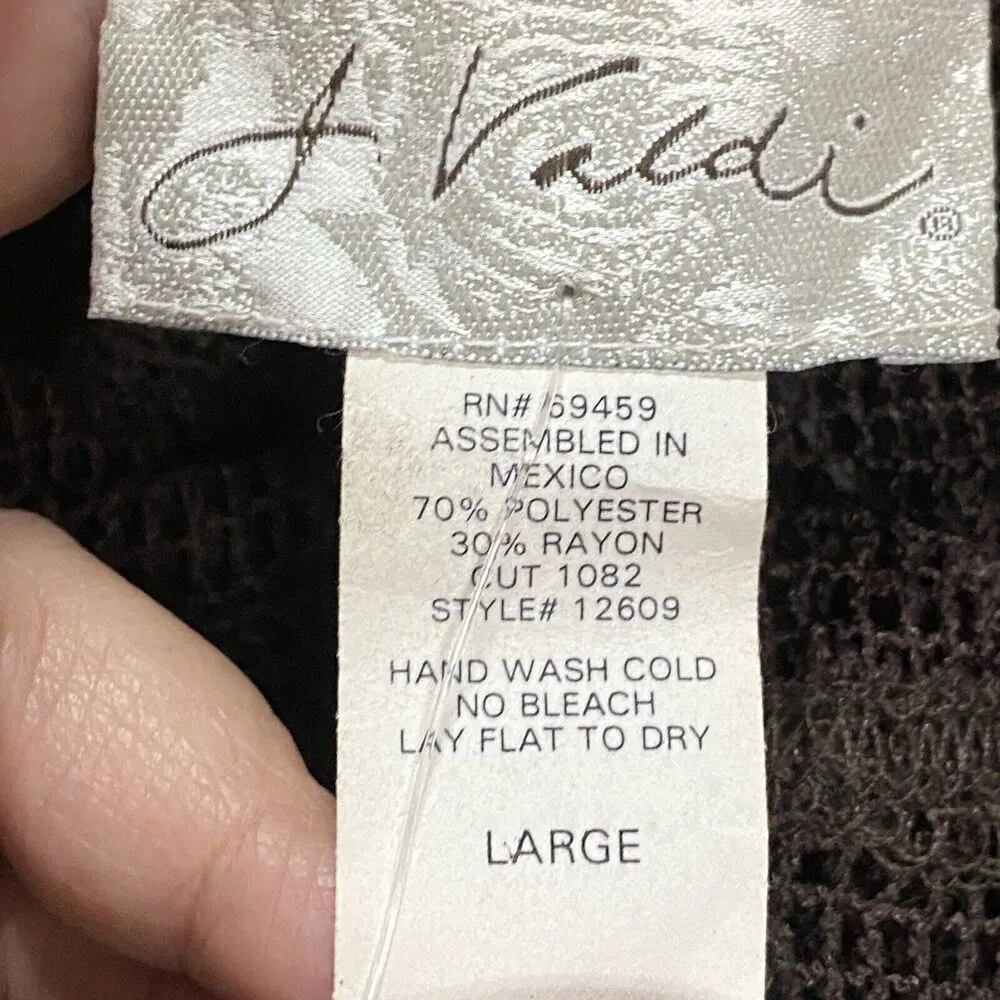 J Valdi ®
RN# 69459
ASSEMBLED IN
MEXICO
70% POLYESTER
30% RAYON
CUT 1082
STYLE# 12609
HAND WASH COLD
NO BLEACH
LAY FLAT TO DRY
LARGE